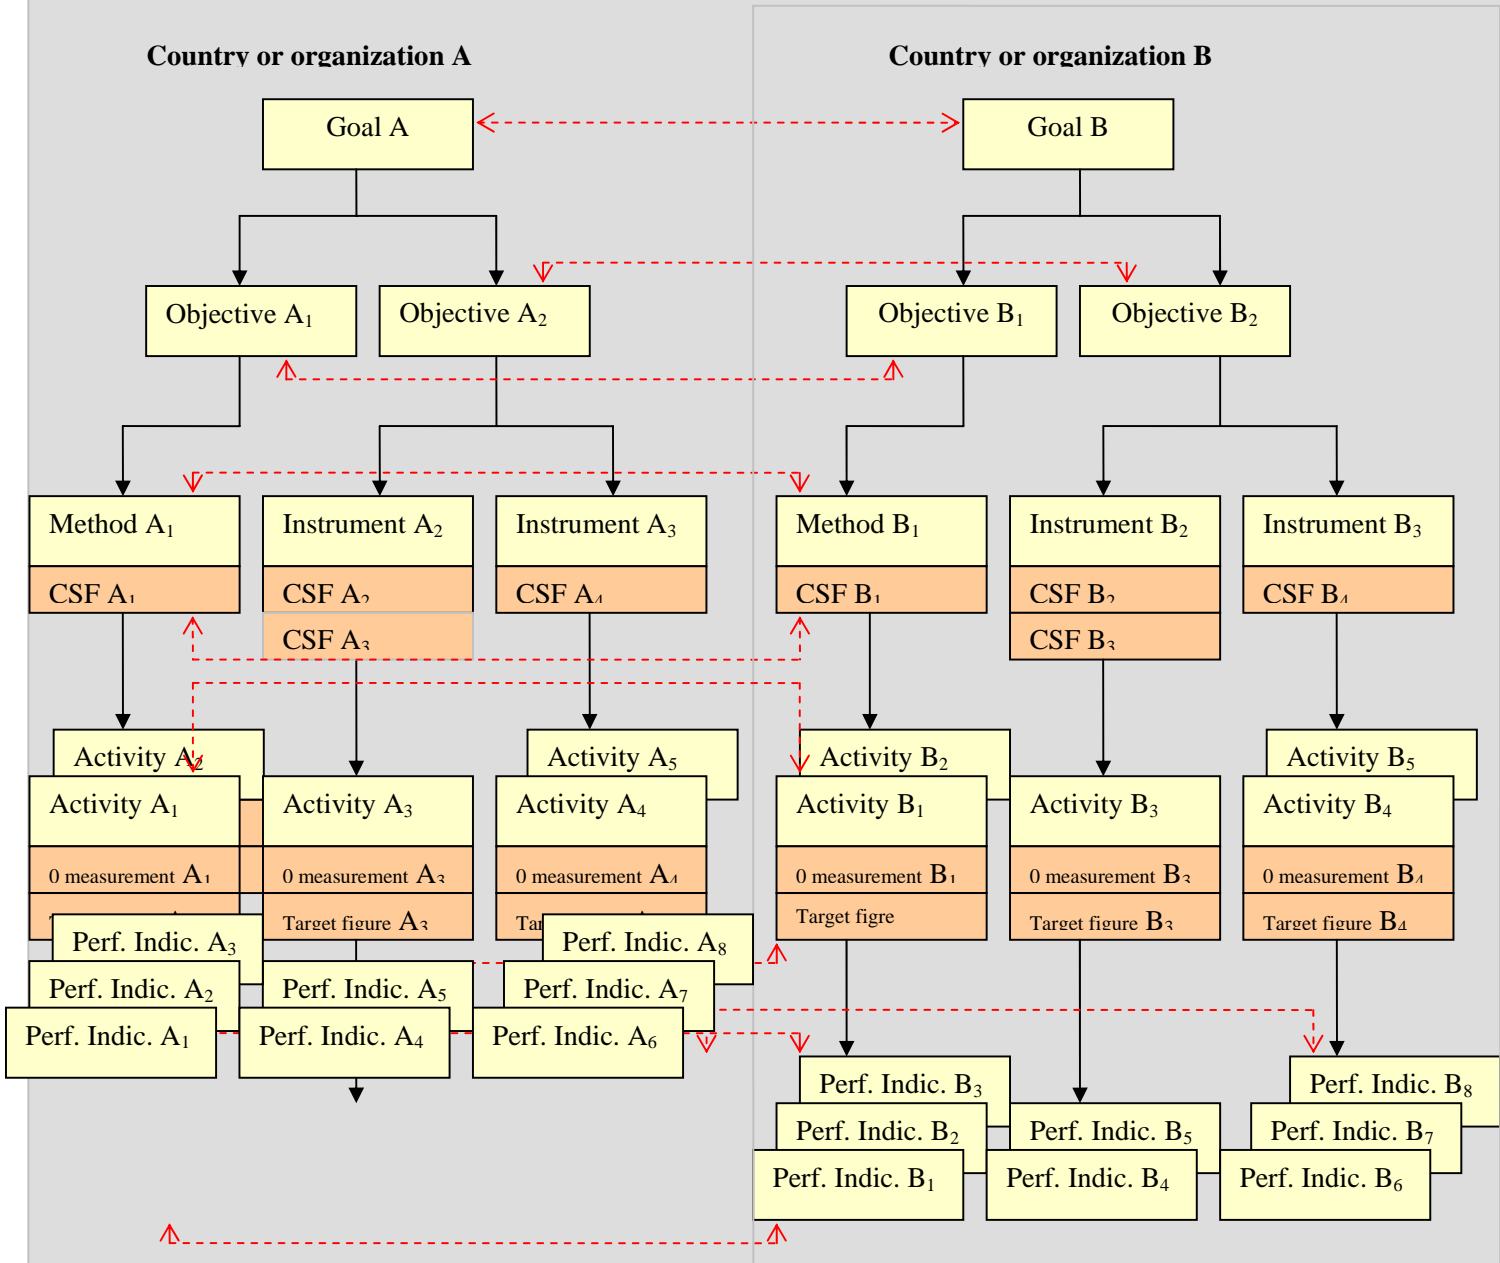 Country or organization A
Country or organization B
Goal A
Goal B
Objective A₁
Objective A₂
Objective B₁
Objective B₂
Method A₁
Instrument A₂
Instrument A₃
Method B₁
Instrument B₂
Instrument B₃
CSF A₁
CSF A₂
CSF A₄
CSF B₁
CSF B₂
CSF B₄
CSF A₃
CSF B₃
Activity A₂
Activity A₅
Activity B₂
Activity B₅
Activity A₁
Activity A₃
Activity A₄
Activity B₁
Activity B₃
Activity B₄
0 measurement A₁
0 measurement A₃
0 measurement A₄
0 measurement B₁
0 measurement B₃
0 measurement B₄
Target figure A₃
Target figre
Target figure B₃
Target figure B₄
Perf. Indic. A₃
Perf. Indic. A₈
Perf. Indic. A₂
Perf. Indic. A₅
Perf. Indic. A₇
Perf. Indic. A₁
Perf. Indic. A₄
Perf. Indic. A₆
Perf. Indic. B₃
Perf. Indic. B₈
Perf. Indic. B₂
Perf. Indic. B₅
Perf. Indic. B₇
Perf. Indic. B₁
Perf. Indic. B₄
Perf. Indic. B₆